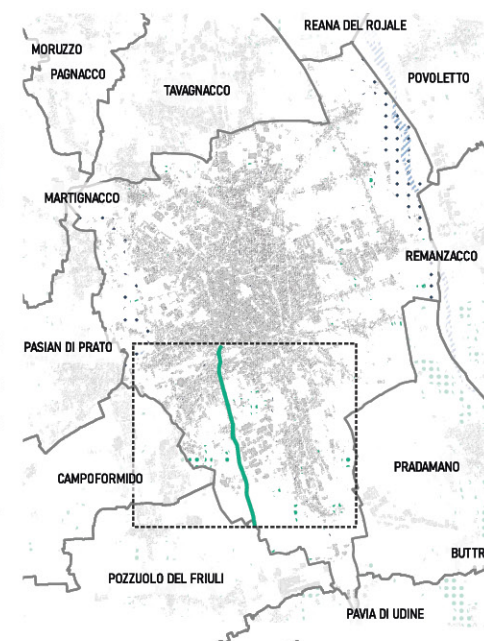 REANA DEL ROJALE
MORUZZO
PAGNACCO
POVOLETTO
TAVAGNACCO
MARTIGNACCO
REMANZACCO
PASIAN DI PRATO
CAMPOFORMIDO
PRADAMANO
BUTTR
POZZUOLO DEL FRIULI
PAVIA DI UDINE